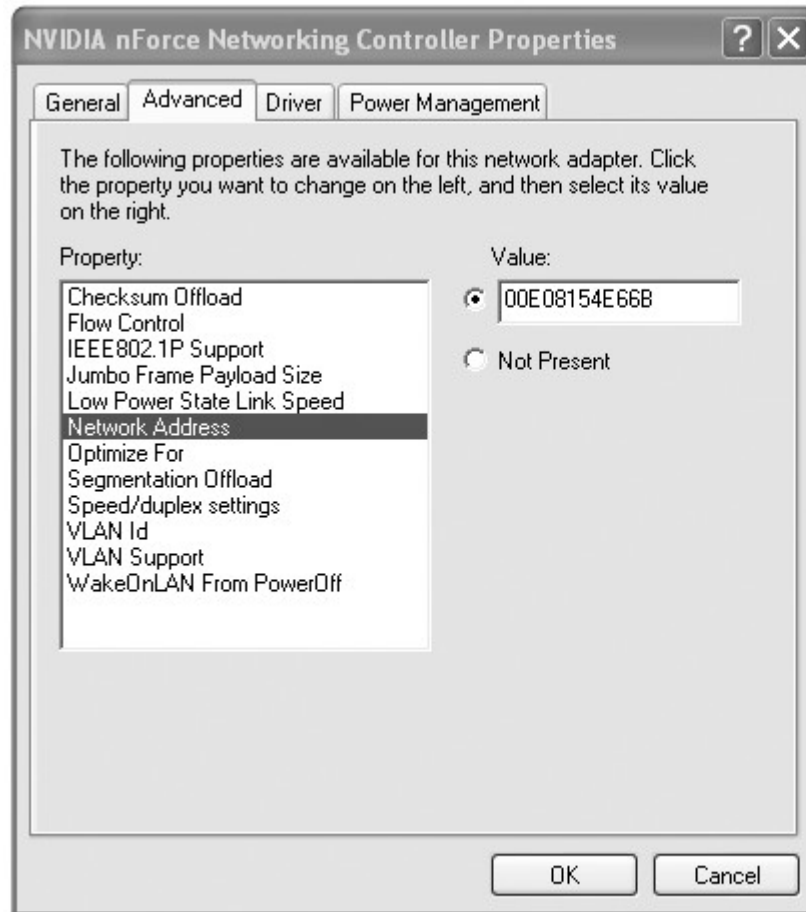 NVIDIA nForce Networking Controller Properties
General Advanced Driver Power Management
The following properties are available for this network adapter. Click
the property you want to change on the left, and then select its value
on the right.
Property:
Value:
Checksum Offload
Flow Control
IEEE802.1P Support
Jumbo Frame Payload Size
Low Power State Link Speed
Network Address
Optimize For
Segmentation Offload
Speed/duplex settings
VLAN Id
VLAN Support
WakeOnLAN From PowerOff
00E08154E66B
Not Present
OK Cancel